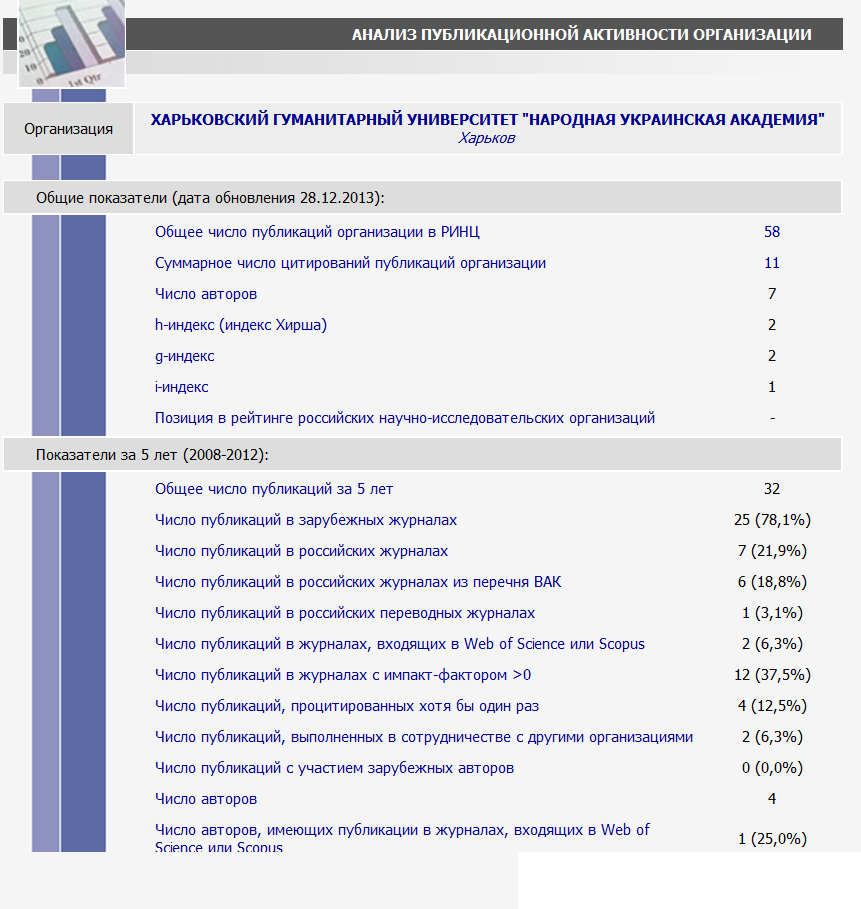 АНАЛИЗ ПУБЛИКАЦИОННОЙ АКТИВНОСТИ ОРГАНИЗАЦИИ
20
10
0
1st Qtr
Организация
ХАРЬКОВСКИЙ ГУМАНИТАРНЫЙ УНИВЕРСИТЕТ "НАРОДНАЯ УКРАИНСКАЯ АКАДЕМИЯ"
Харьков
Общие показатели (дата обновления 28.12.2013):
Общее число публикаций организации в РИНЦ 58
Суммарное число цитирований публикаций организации 11
Число авторов 7
h-индекс (индекс Хирша) 2
g-индекс 2
i-индекс 1
Позиция в рейтинге российских научно-исследовательских организаций -
Показатели за 5 лет (2008-2012):
Общее число публикаций за 5 лет 32
Число публикаций в зарубежных журналах 25 (78,1%)
Число публикаций в российских журналах 7 (21,9%)
Число публикаций в российских журналах из перечня ВАК 6 (18,8%)
Число публикаций в российских переводных журналах 1 (3,1%)
Число публикаций в журналах, входящих в Web of Science или Scopus 2 (6,3%)
Число публикаций в журналах с импакт-фактором >0 12 (37,5%)
Число публикаций, процитированных хотя бы один раз 4 (12,5%)
Число публикаций, выполненных в сотрудничестве с другими организациями 2 (6,3%)
Число публикаций с участием зарубежных авторов 0 (0,0%)
Число авторов 4
Число авторов, имеющих публикации в журналах, входящих в Web of
Science или Scopus 1 (25,0%)